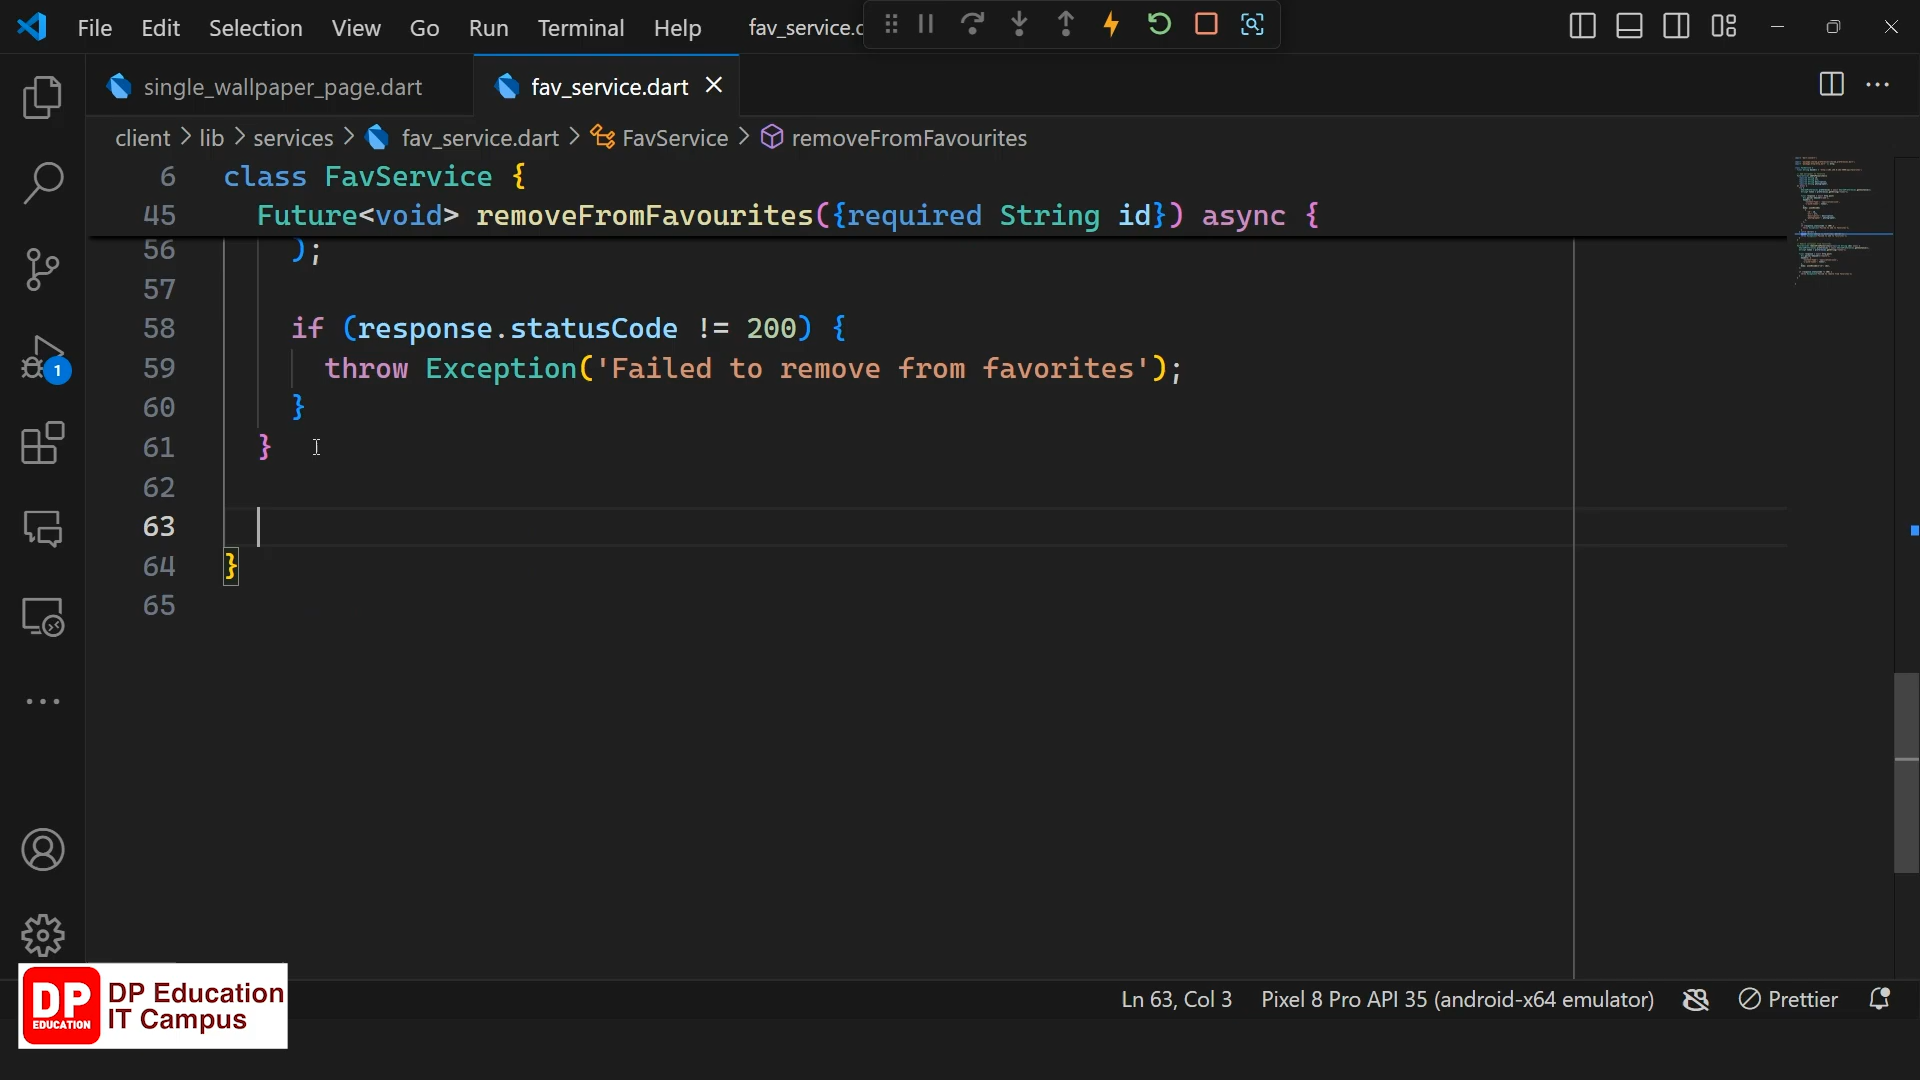 File Edit Selection View Go Run Terminal Help fav_service.d
single_wallpaper_page.dart fav_service.dart
client > lib > services > fav_service.dart > FavService > removeFromFavourites
6 class FavService {
45 Future<void> removeFromFavourites({required String id}) async {
56 );
57
58 if (response.statusCode != 200) {
59 throw Exception('Failed to remove from favorites');
60 }
61 }
62
63
64 }
65
1
DP EDUCATION
DP Education
IT Campus
Ln 63, Col 3 Pixel 8 Pro API 35 (android-x64 emulator) Prettier